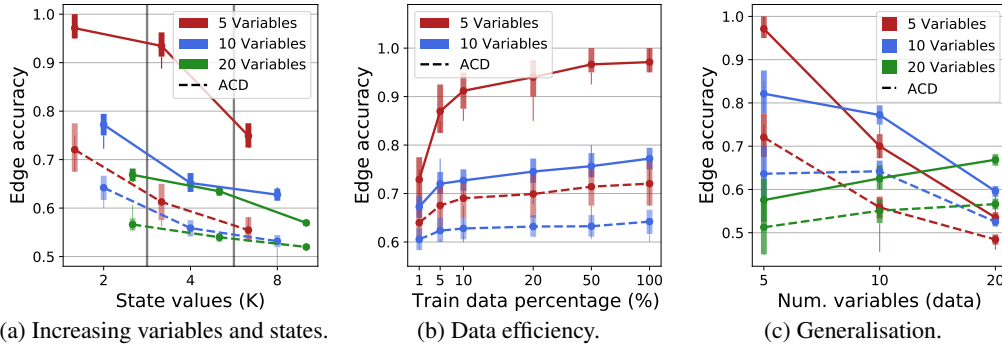 1.0
0.9
0.8
0.7
0.6
0.5
Edge accuracy
5 Variables
10 Variables
20 Variables
ACD
2
4
8
State values (K)
(a) Increasing variables and states.
1.0
0.9
0.8
0.7
0.6
Edge accuracy
5 Variables
10 Variables
ACD
1
5
10
20
50
100
Train data percentage (%)
(b) Data efficiency.
1.0
0.9
0.8
0.7
0.6
0.5
Edge accuracy
5 Variables
10 Variables
20 Variables
ACD
5
10
20
Num. variables (data)
(c) Generalisation.